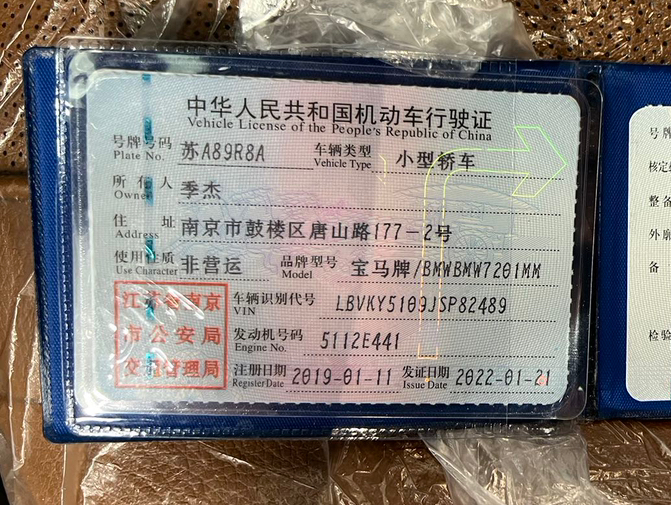 中华人民共和国机动车行驶证
Vehicle License of the People's Republic of China
号牌号码 苏A89R8A 车辆类型 小型轿车
Plate No. Vehicle Type
所有人 季杰
Owner
住址 南京市鼓楼区唐山路177-2号
Address
使用性质 非营运 品牌型号 宝马牌/BMWBMW7201MM
Use Character Model
江苏省南京
市公安局
交通管理局
车辆识别代号 LBVKY5109JSP82489
VIN
发动机号码 5112E441
Engine No.
注册日期 2019-01-11 发证日期 2022-01-21
Register Date Issue Date
号牌
核定
整备
外廓
备
检验